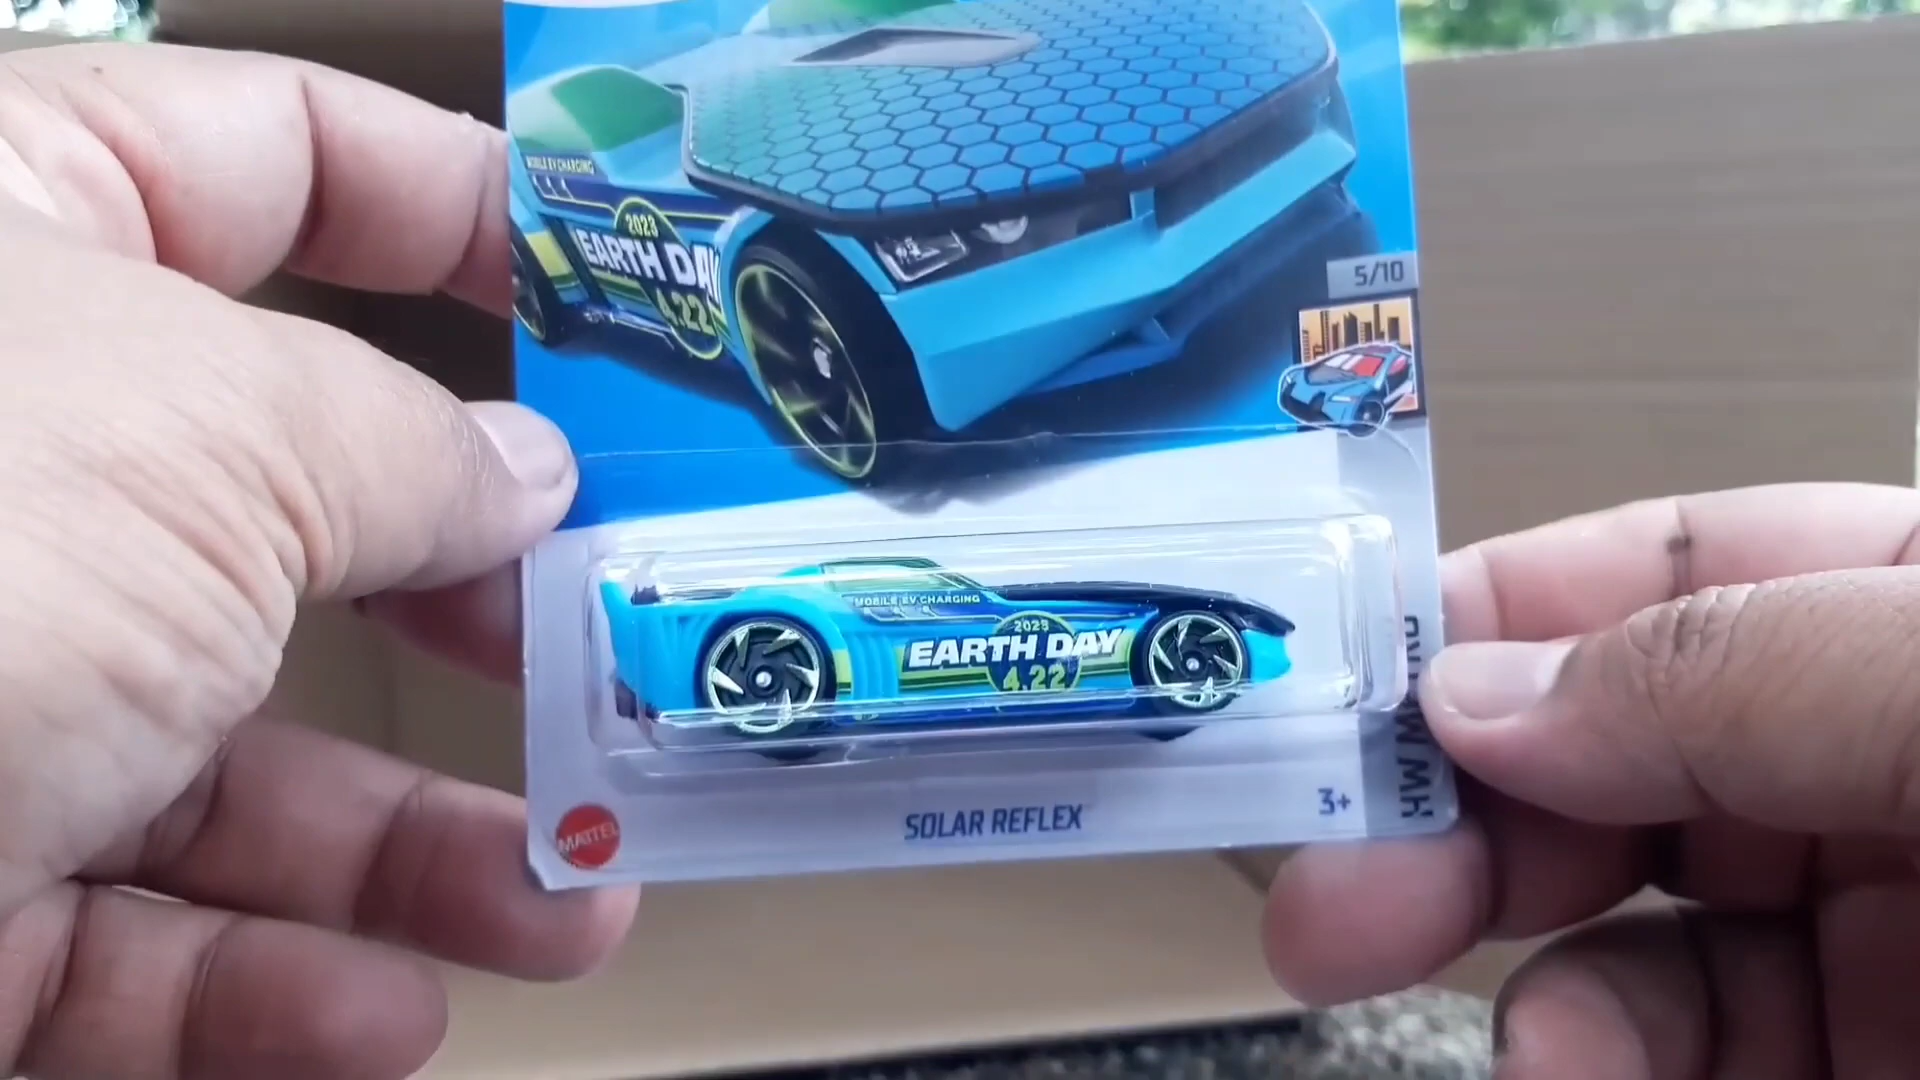 MOBILE EV CHARGING
2023
EARTH DAY
4.22
5/10
MOBILE EV CHARGING
2023
EARTH DAY
4.22
MATTEL
SOLAR REFLEX
3+
HW